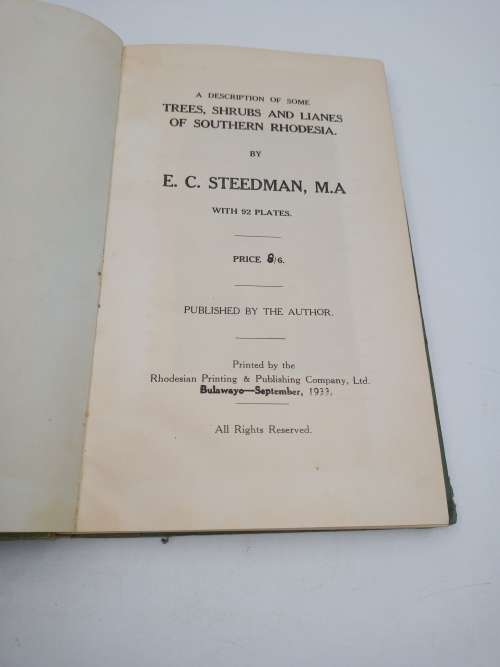 A DESCRIPTION OF SOME
TREES, SHRUBS AND LIANES
OF SOUTHERN RHODESIA.
BY
E. C. STEEDMAN, M.A
WITH 92 PLATES.
PRICE 8/6.
PUBLISHED BY THE AUTHOR.
Printed by the
Rhodesian Printing & Publishing Company, Ltd.
Bulawayo—September, 1933.
All Rights Reserved.